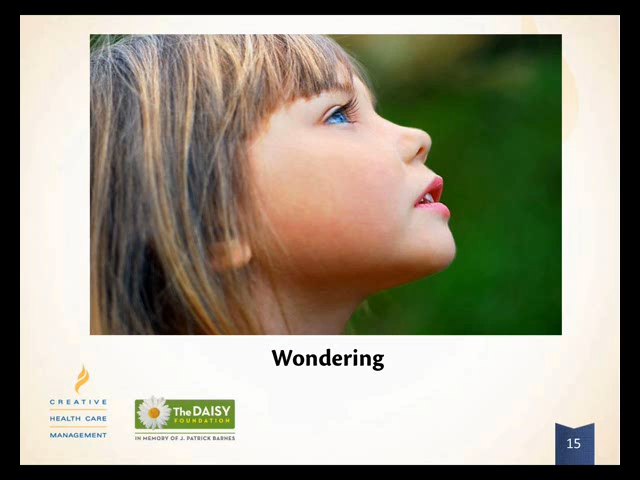 Wondering
CREATIVE
HEALTH CARE
MANAGEMENT
The DAISY
FOUNDATION
IN MEMORY OF J. PATRICK BARNES
15